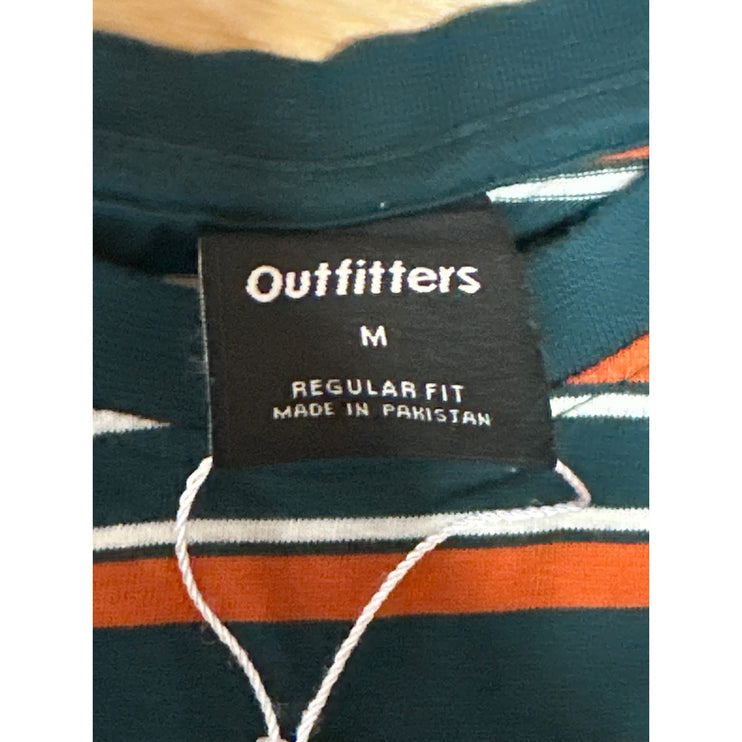 Outfitters
M
REGULAR FIT
MADE IN PAKISTAN